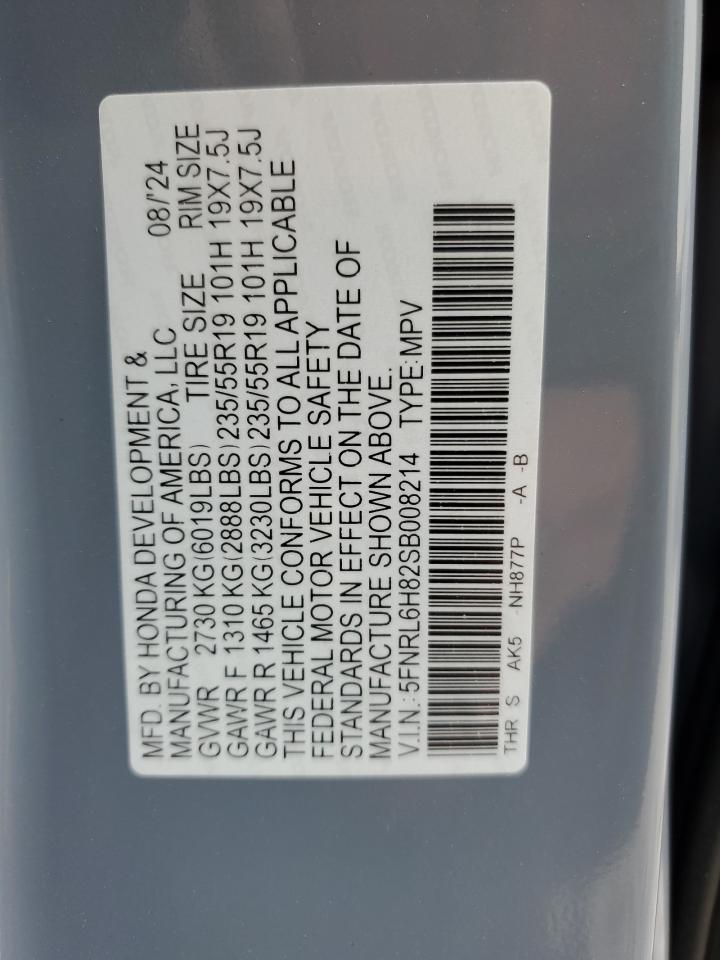 MFD. BY HONDA DEVELOPMENT &
MANUFACTURING OF AMERICA, LLC 08/'24
GVWR 2730 KG(6019LBS) TIRE SIZE RIM SIZE
GAWR F 1310 KG(2888LBS)235/55R19 101H 19X7.5J
GAWR R 1465 KG(3230LBS)235/55R19 101H 19X7.5J
THIS VEHICLE CONFORMS TO ALL APPLICABLE
FEDERAL MOTOR VEHICLE SAFETY
STANDARDS IN EFFECT ON THE DATE OF
MANUFACTURE SHOWN ABOVE.
V.I.N.:5FNRL6H82SB008214 TYPE:MPV
THR S AK5 -NH877P -A -B